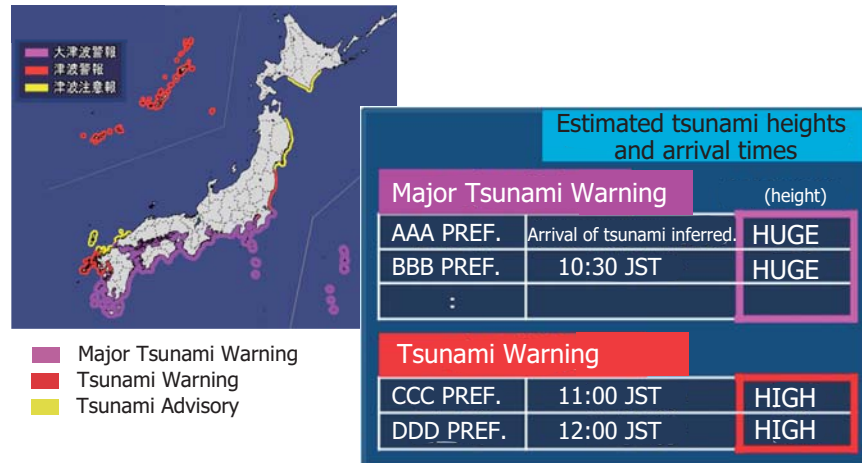 大津波警報
津波警報
津波注意報
Major Tsunami Warning
Tsunami Warning
Tsunami Advisory
Estimated tsunami heights
and arrival times
Major Tsunami Warning (height)
AAA PREF. Arrival of tsunami inferred. HUGE
BBB PREF. 10:30 JST HUGE
:
Tsunami Warning
CCC PREF. 11:00 JST HIGH
DDD PREF. 12:00 JST HIGH